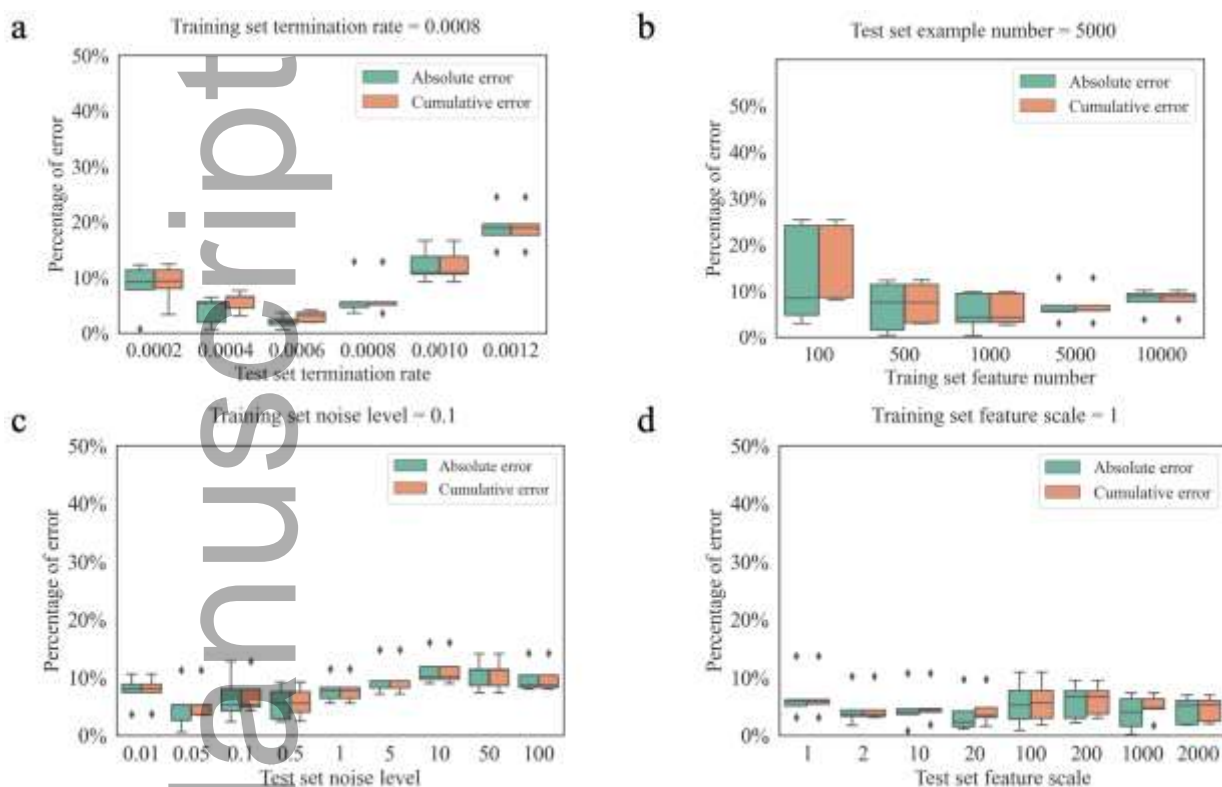 a
Training set termination rate = 0.0008
50%
40%
30%
20%
10%
0%
Percentage of error
Absolute error
Cumulative error
0.0002 0.0004 0.0006 0.0008 0.0010 0.0012
Test set termination rate
b
Test set example number = 5000
50%
40%
30%
20%
10%
0%
Percentage of error
Absolute error
Cumulative error
100 500 1000 5000 10000
Traing set feature number
c
Training set noise level = 0.1
50%
40%
30%
20%
10%
0%
Percentage of error
Absolute error
Cumulative error
0.01 0.05 0.1 0.5 1 5 10 50 100
Test set noise level
d
Training set feature scale = 1
50%
40%
30%
20%
10%
0%
Percentage of error
Absolute error
Cumulative error
1 2 10 20 100 200 1000 2000
Test set feature scale
anuscript